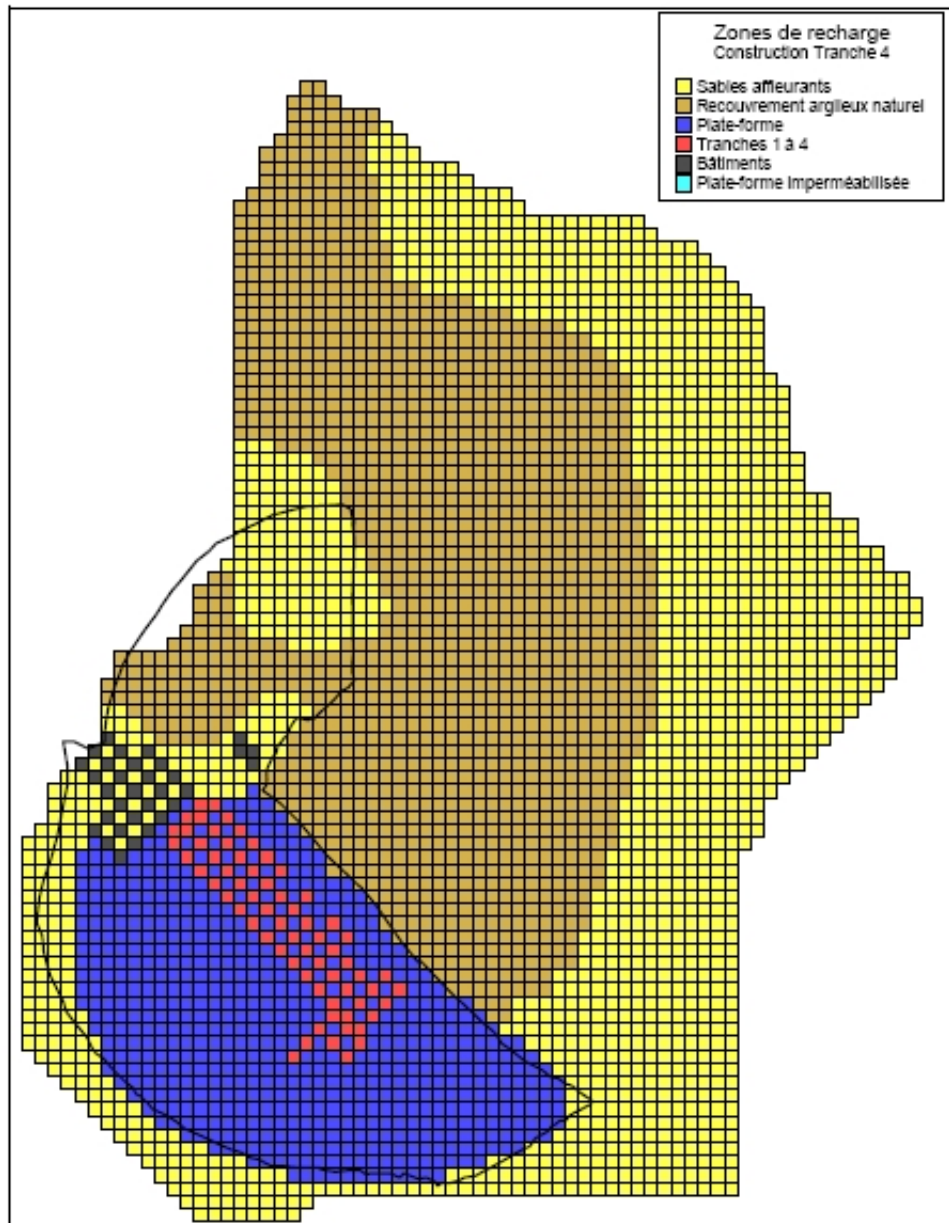 Zones de recharge
Construction Tranche 4
Sables affleurants
Recouvrement argileux naturel
Plate-forme
Tranches 1 à 4
Bâtiments
Plate-forme imperméabilisée